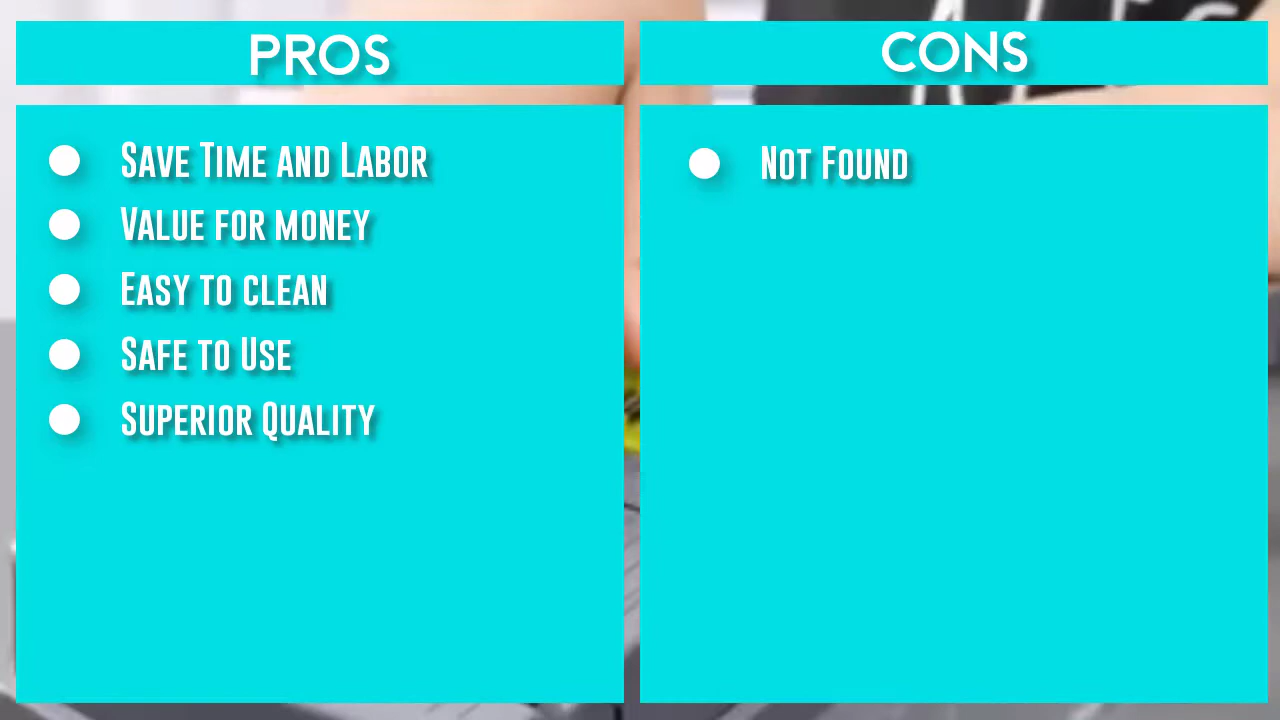 PROS
Save Time and Labor
Value for money
Easy to clean
Safe to Use
Superior Quality
CONS
Not Found